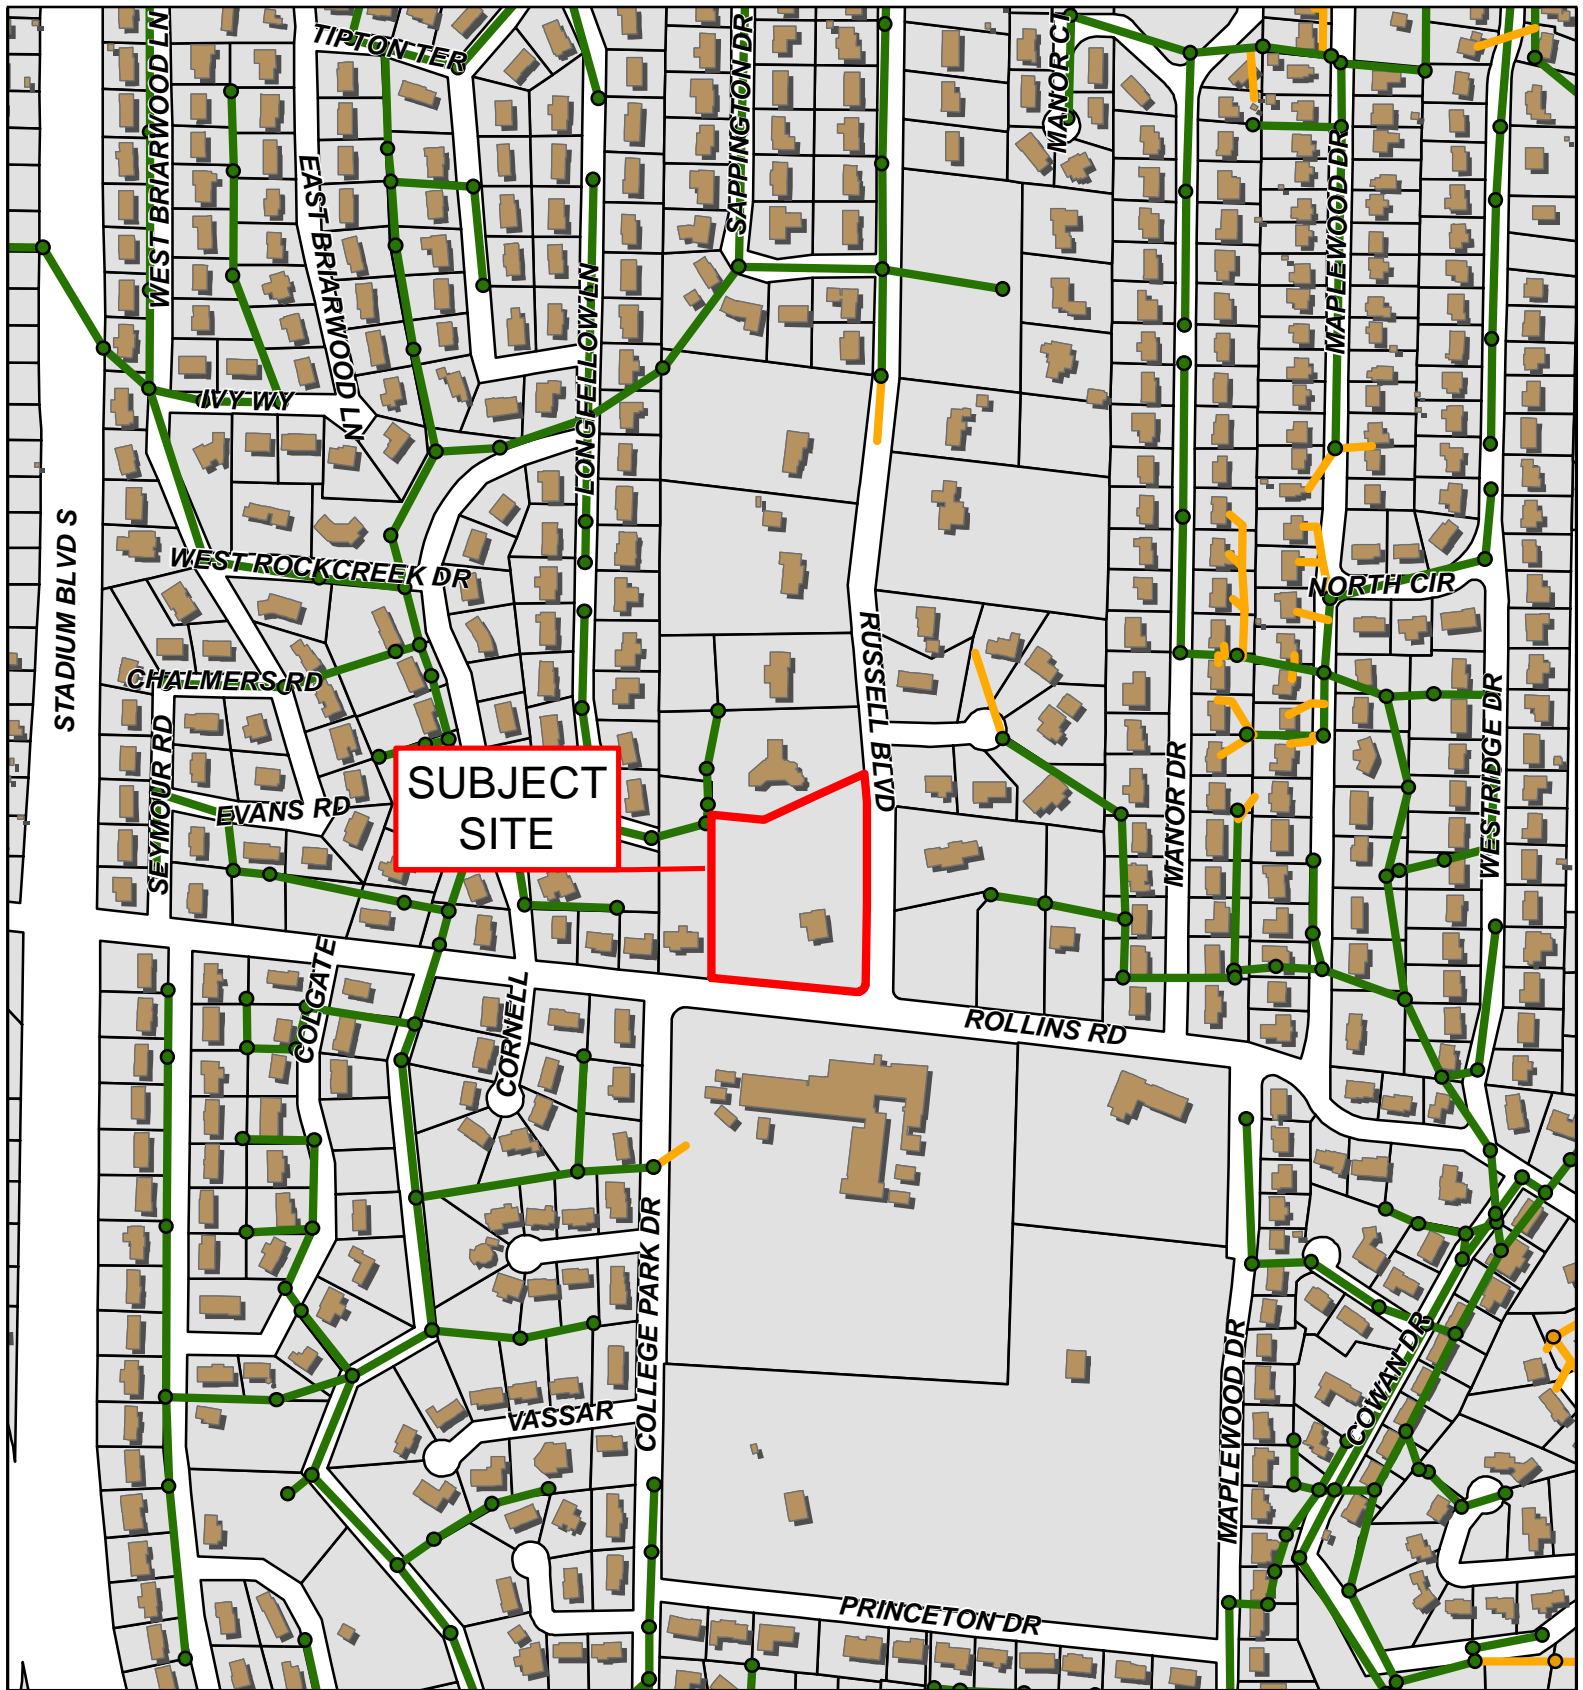 TIPTON TER
WEST BRIARWOOD LN
SAPPINGTON DR
MANOR CT
EAST BRIARWOOD LN
MAPLEWOOD DR
LONGFELLOW LN
IVY WY
STADIUM BLVD S
WEST ROCKCREEK DR
NORTH CIR
RUSSELL BLVD
CHALMERS RD
WESTRIDGE DR
SEYMOUR RD
MANOR DR
SUBJECT
SITE
EVANS RD
COLGATE
CORNELL
ROLLINS RD
COLLEGE PARK DR
MAPLEWOOD DR
COWAN DR
VASSAR
PRINCETON DR